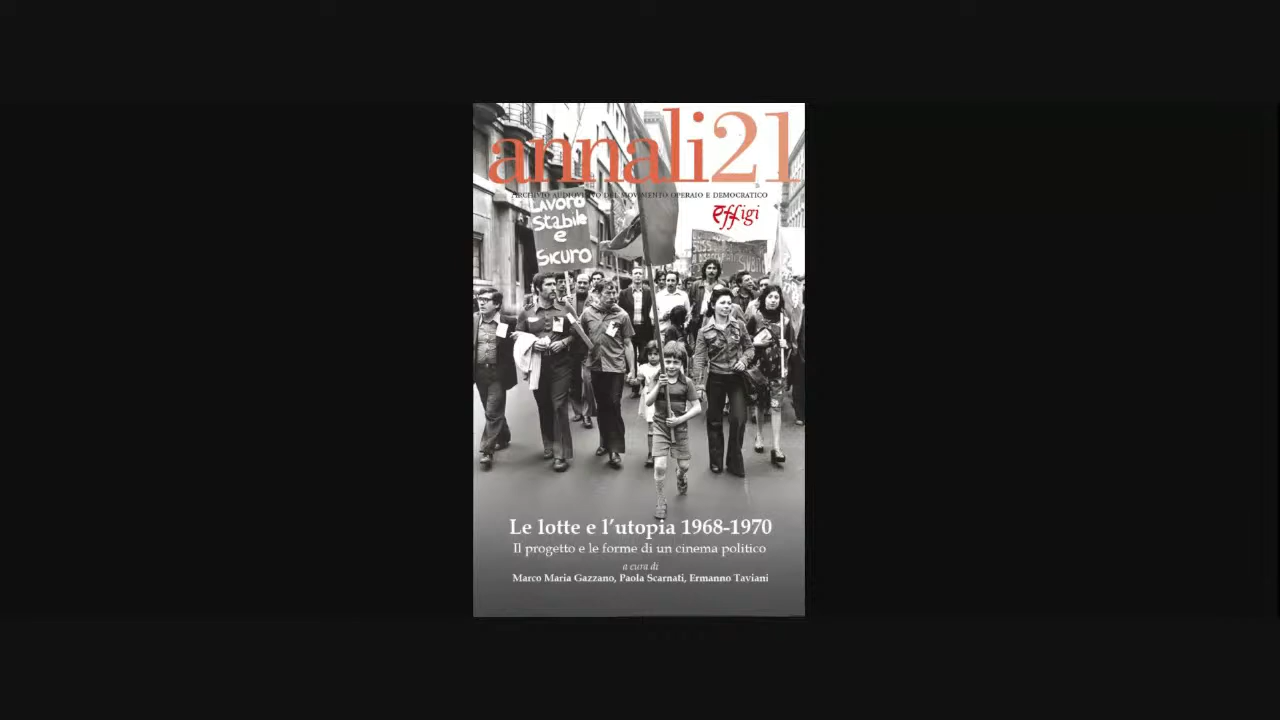 annali21
ARCHIVIO AUDIOVISIVO DEL MOVIMENTO OPERAIO E DEMOCRATICO
effigi
LAVORO
Stabile
e
Sicuro
Le lotte e l'utopia 1968-1970
Il progetto e le forme di un cinema politico
a cura di
Marco Maria Gazzano, Paola Scarnati, Ermanno Taviani